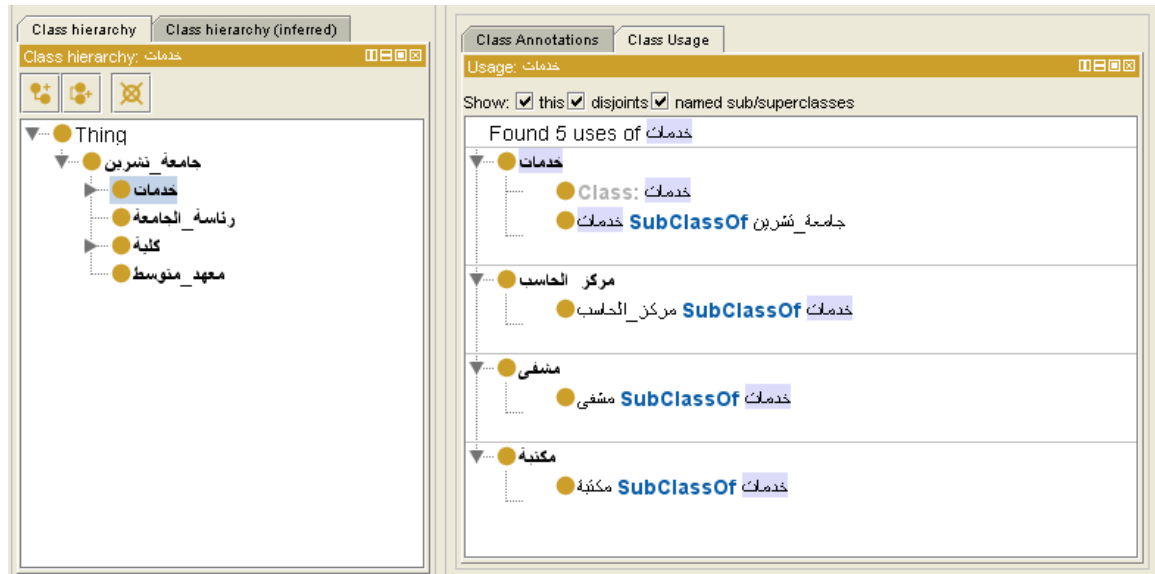 Class hierarchy
Class hierarchy (inferred)
Class hierarchy: خدمات
Thing
جامعة_تشرين
خدمات
رئاسة_الجامعة
كلية
معهد_متوسط
Class Annotations
Class Usage
Usage: خدمات
Show: this disjoints named sub/superclasses
Found 5 uses of خدمات
خدمات
Class: خدمات
خدمات SubClassOf جامعة_تشرين
مركز_الحاسب
مركز_الحاسب SubClassOf خدمات
مشفى
مشفى SubClassOf خدمات
مكتبة
مكتبة SubClassOf خدمات